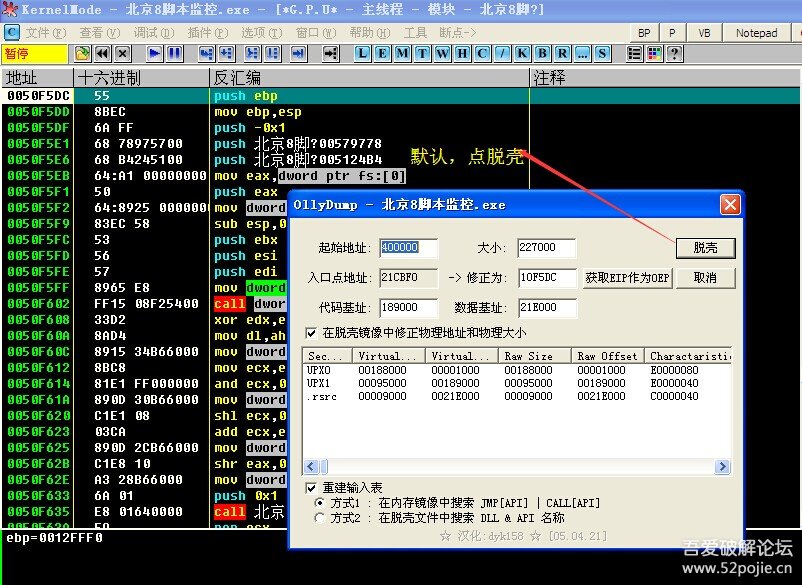 KernelMode - 北京8脚本监控.exe - [*G.P.U* - 主线程 - 模块 - 北京8脚?]
C 文件(F) 查看(V) 调试(D) 插件(P) 选项(T) 窗口(W) 帮助(H) 工具 断点-> BP P VB Notepad
暂停 L E M T W H C / K B R ... S ?
地址 十六进制 反汇编 注释
0050F5DC 55 push ebp
0050F5DD 8BEC mov ebp,esp
0050F5DF 6A FF push -0x1
0050F5E1 68 78975700 push 北京8脚?00579778
0050F5E6 68 B4245100 push 北京8脚?005124B4
0050F5EB 64:A1 00000000 mov eax,dword ptr fs:[0]
0050F5F1 50 push eax
0050F5F2 64:8925 000000 mov dword
0050F5F9 83EC 58 sub esp,0
0050F5FC 53 push ebx
0050F5FD 56 push esi
0050F5FE 57 push edi
0050F5FF 8965 E8 mov dword
0050F602 FF15 08F25400 call dwor
0050F608 33D2 xor edx,e
0050F60A 8AD4 mov dl,ah
0050F60C 8915 34B66000 mov dword
0050F612 8BC8 mov ecx,e
0050F614 81E1 FF000000 and ecx,0
0050F61A 890D 30B66000 mov dword
0050F620 C1E1 08 shl ecx,0
0050F623 03CA add ecx,e
0050F625 890D 2CB66000 mov dword
0050F62B C1E8 10 shr eax,0
0050F62E A3 28B66000 mov dword
0050F633 6A 01 push 0x1
0050F635 E8 01640000 call 北京
ebp=0012FFF0
默认，点脱壳
OllyDump - 北京8脚本监控.exe
起始地址: 400000 大小: 227000 脱壳
入口点地址: 21CBF0 -> 修正为: 10F5DC 获取EIP作为OEP 取消
代码基址: 189000 数据基址: 21E000
在脱壳镜像中修正物理地址和物理大小
Sec... Virtual... Virtual... Raw Size Raw Offset Charactaristi
UPX0 00188000 00001000 00188000 00001000 E0000080
UPX1 00095000 00189000 00095000 00189000 E0000040
.rsrc 00009000 0021E000 00009000 0021E000 C0000040
重建输入表
方式1 : 在内存镜像中搜索 JMP[API] | CALL[API]
方式2 : 在脱壳文件中搜索 DLL & API 名称
☆ 汉化:dyk158 ☆ [05.04.21]
吾爱破解论坛
www.52pojie.cn